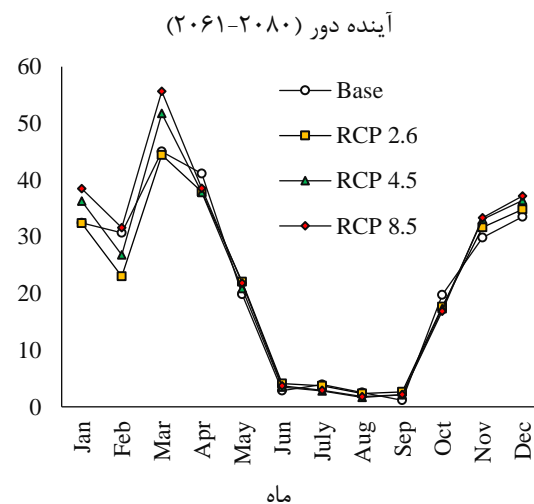 آینده دور (۲۰۶۱-۲۰۸۰)
60
50
40
30
20
10
0
Base
RCP 2.6
RCP 4.5
RCP 8.5
Jan
Feb
Mar
Apr
May
Jun
July
Aug
Sep
Oct
Nov
Dec
ماه